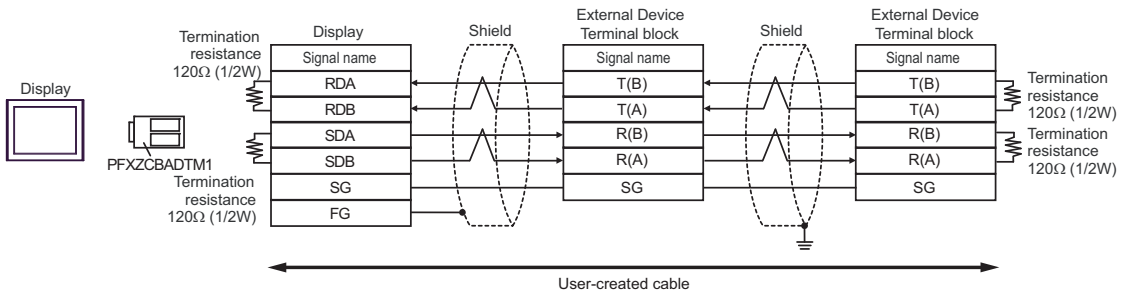 Display
PFXZCBADTM1
Termination
resistance
120Ω (1/2W)
Termination
resistance
120Ω (1/2W)
Display
Signal name
RDA
RDB
SDA
SDB
SG
FG
Shield
External Device
Terminal block
Signal name
T(B)
T(A)
R(B)
R(A)
SG
Shield
External Device
Terminal block
Signal name
T(B)
T(A)
R(B)
R(A)
SG
Termination
resistance
120Ω (1/2W)
Termination
resistance
120Ω (1/2W)
User-created cable